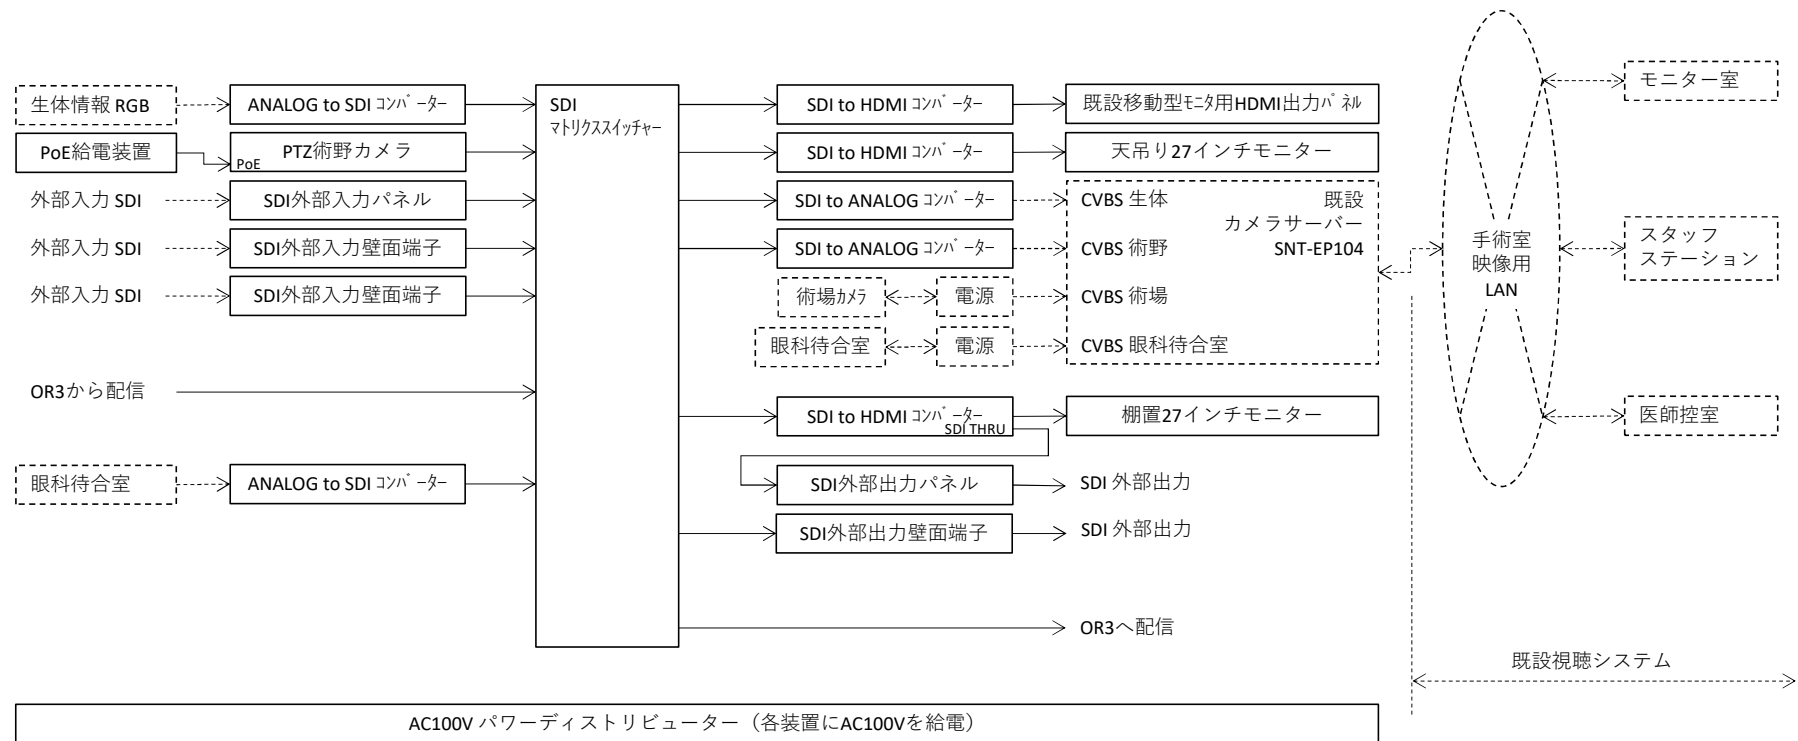 生体情報 RGB
ANALOG to SDI ｺﾝﾊﾞｰﾀｰ
SDI
ﾏﾄﾘｸｽｽｲｯﾁｬｰ
SDI to HDMI ｺﾝﾊﾞｰﾀｰ
既設移動型ﾓﾆﾀ用HDMI出力ﾊﾟﾈﾙ
モニター室
PoE給電装置
PoE
PTZ術野カメラ
SDI to HDMI ｺﾝﾊﾞｰﾀｰ
天吊り27インチモニター
外部入力 SDI
SDI外部入力パネル
SDI to ANALOG ｺﾝﾊﾞｰﾀｰ
CVBS 生体
既設
カメラサーバー
SNT-EP104
外部入力 SDI
SDI外部入力壁面端子
SDI to ANALOG ｺﾝﾊﾞｰﾀｰ
CVBS 術野
手術室
映像用
LAN
スタッフ
ステーション
外部入力 SDI
SDI外部入力壁面端子
術場ｶﾒﾗ
電源
CVBS 術場
眼科待合室
電源
CVBS 眼科待合室
OR3から配信
SDI to HDMI ｺﾝﾊﾞｰﾀｰ
SDI THRU
棚置27インチモニター
医師控室
眼科待合室
ANALOG to SDI ｺﾝﾊﾞｰﾀｰ
SDI外部出力パネル
SDI 外部出力
SDI外部出力壁面端子
SDI 外部出力
OR3へ配信
既設視聴システム
AC100V パワーディストリビューター（各装置にAC100Vを給電）